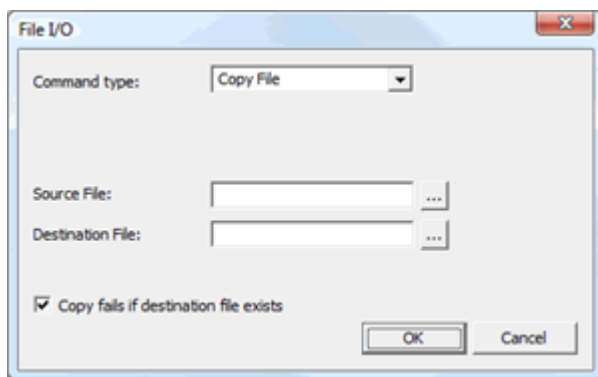 File I/O
Command type: Copy File
Source File: ...
Destination File: ...
Copy fails if destination file exists
OK Cancel